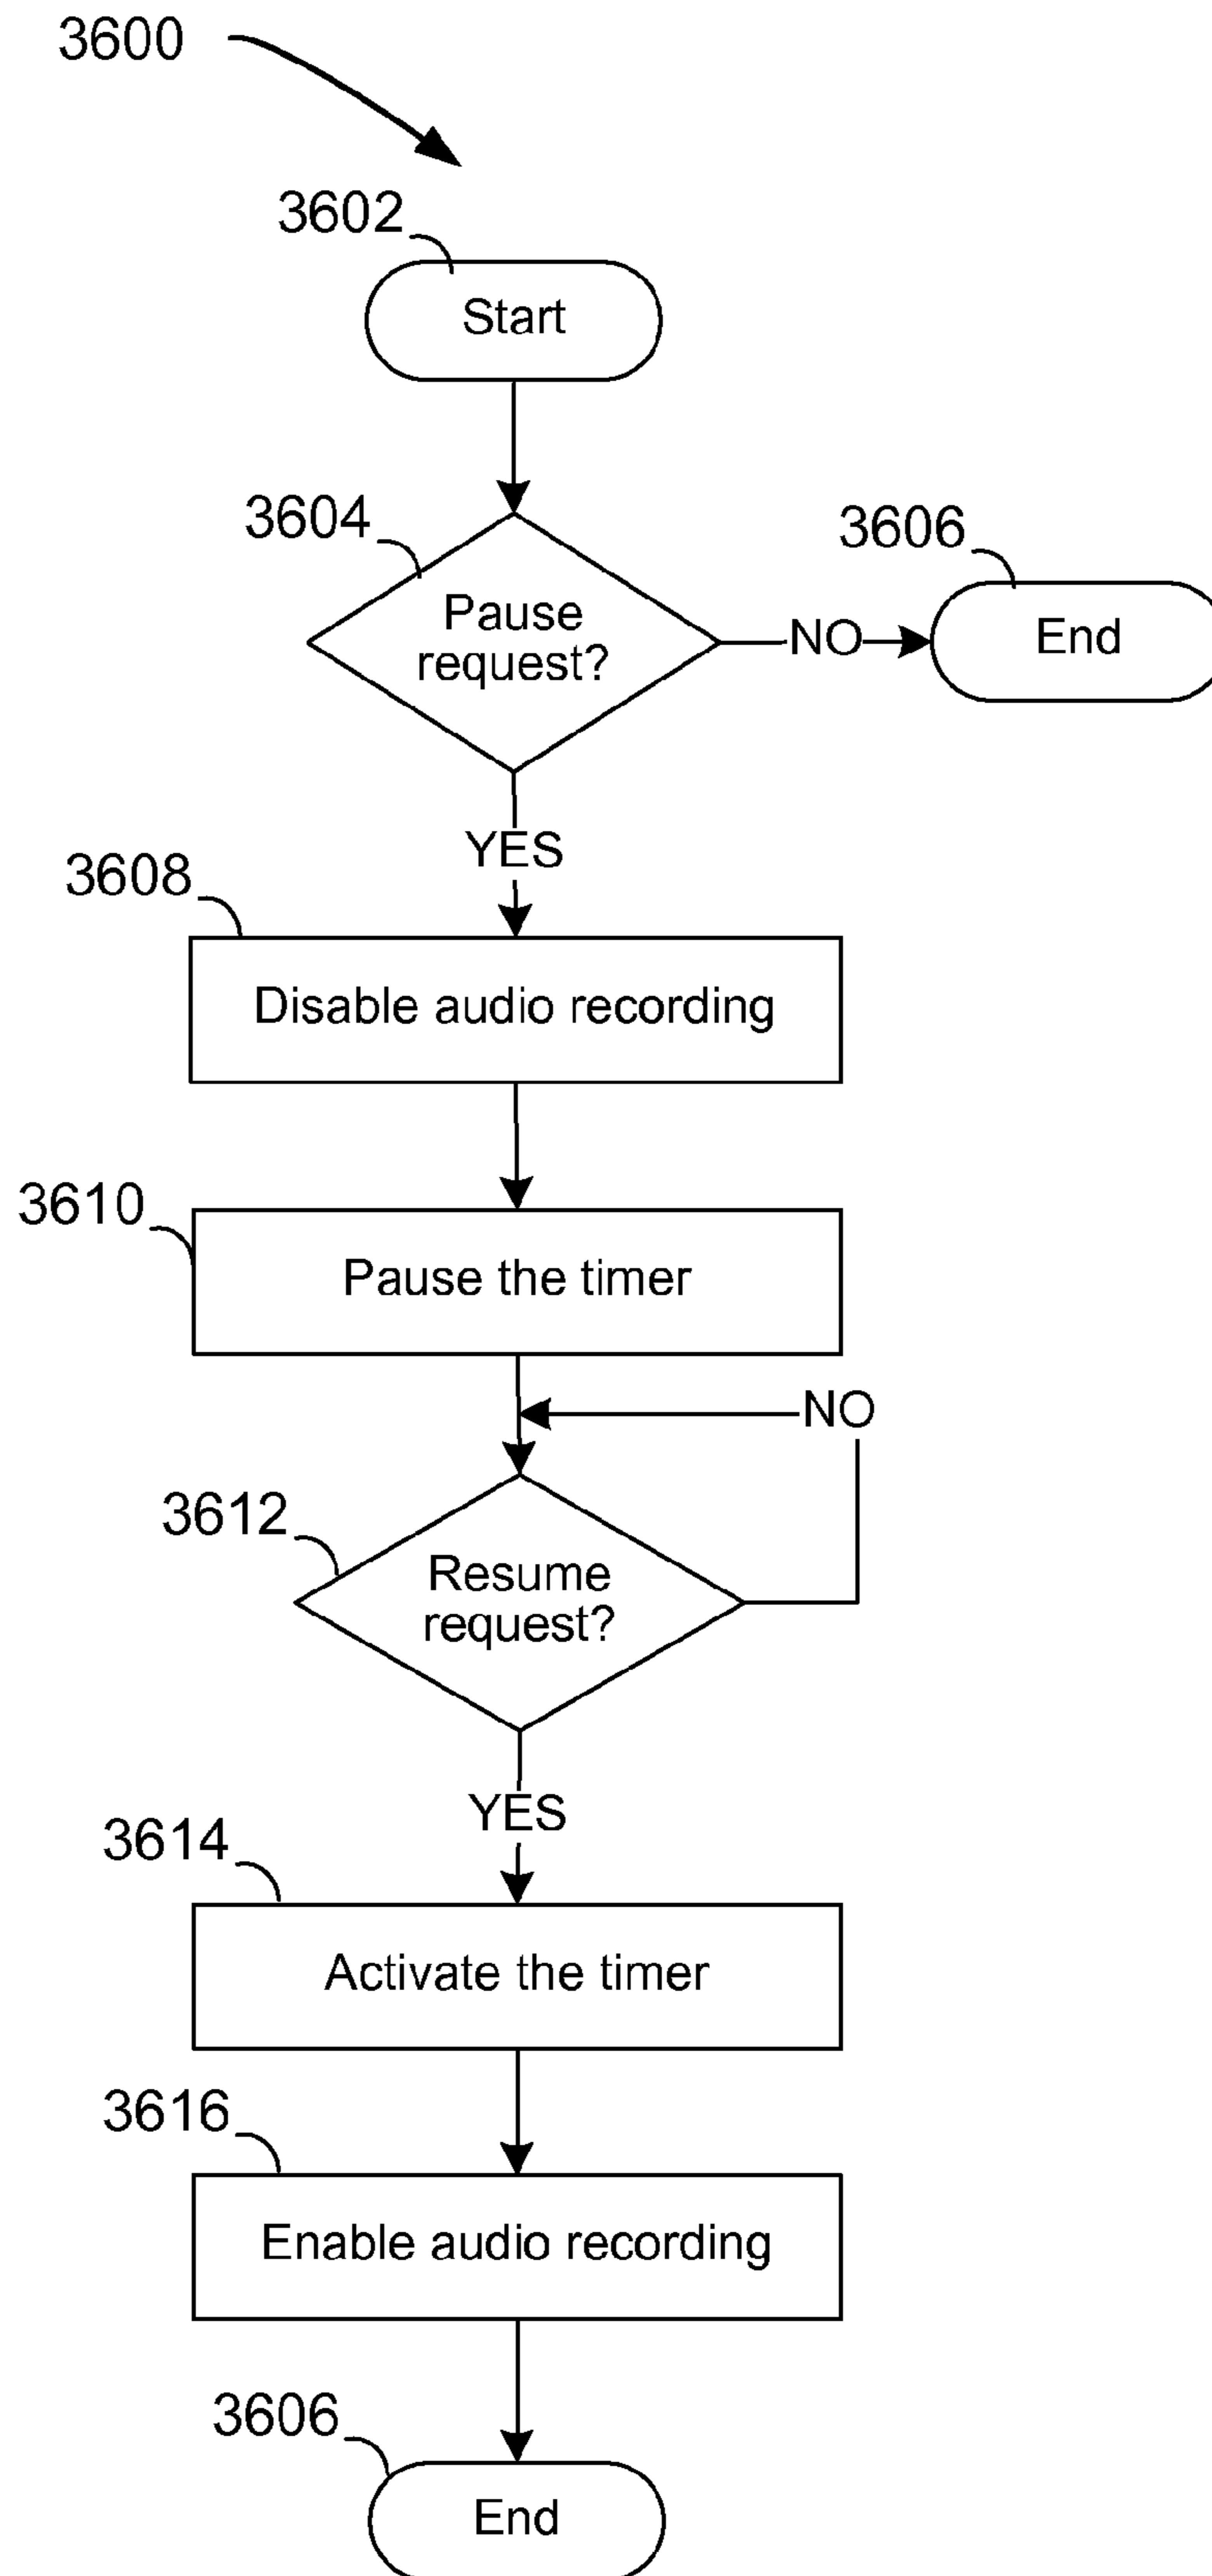 3600
3602
Start
3604
Pause
request?
NO
3606
End
YES
3608
Disable audio recording
3610
Pause the timer
NO
3612
Resume
request?
YES
3614
Activate the timer
3616
Enable audio recording
3606
End